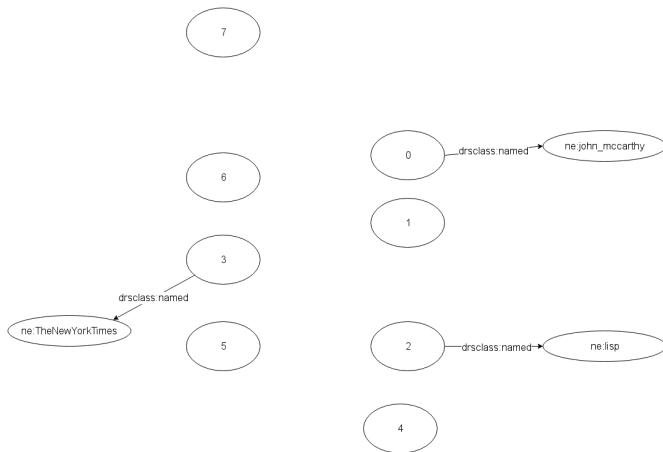 7
0
drsclass:named
ne:john_mccarthy
6
1
3
drsclass:named
ne:TheNewYorkTimes
5
2
drsclass:named
ne:lisp
4